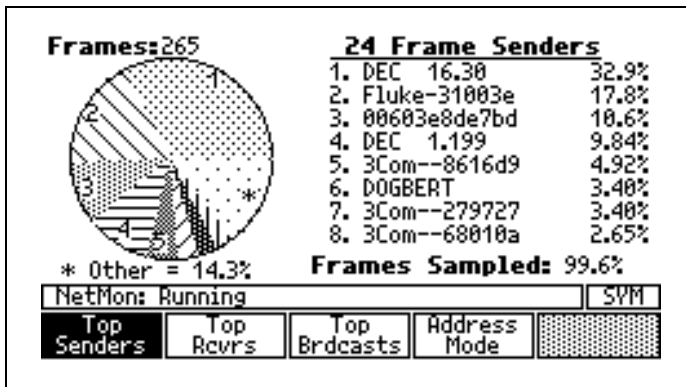 Frames:265
24 Frame Senders
1. DEC 16.30 32.9%
2. Fluke-31003e 17.8%
3. 00603e8de7bd 10.6%
4. DEC 1.199 9.84%
5. 3Com--8616d9 4.92%
6. DOGBERT 3.40%
7. 3Com--279727 3.40%
8. 3Com--68010a 2.65%
1
2
3
4
5
*
* Other = 14.3%
Frames Sampled: 99.6%
NetMon: Running SYM
Top Senders
Top Rcvrs
Top Brdcasts
Address Mode